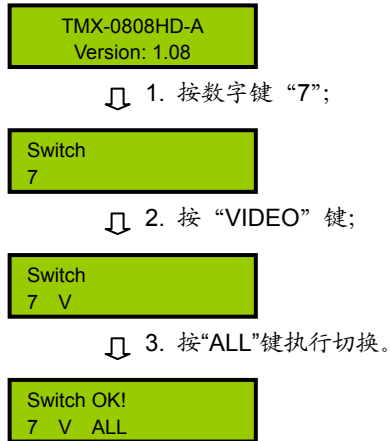 TMX-0808HD-A
Version: 1.08
1. 按数字键“7”;
Switch
7
2. 按“VIDEO”键;
Switch
7 V
3. 按“ALL”键执行切换。
Switch OK!
7 V ALL